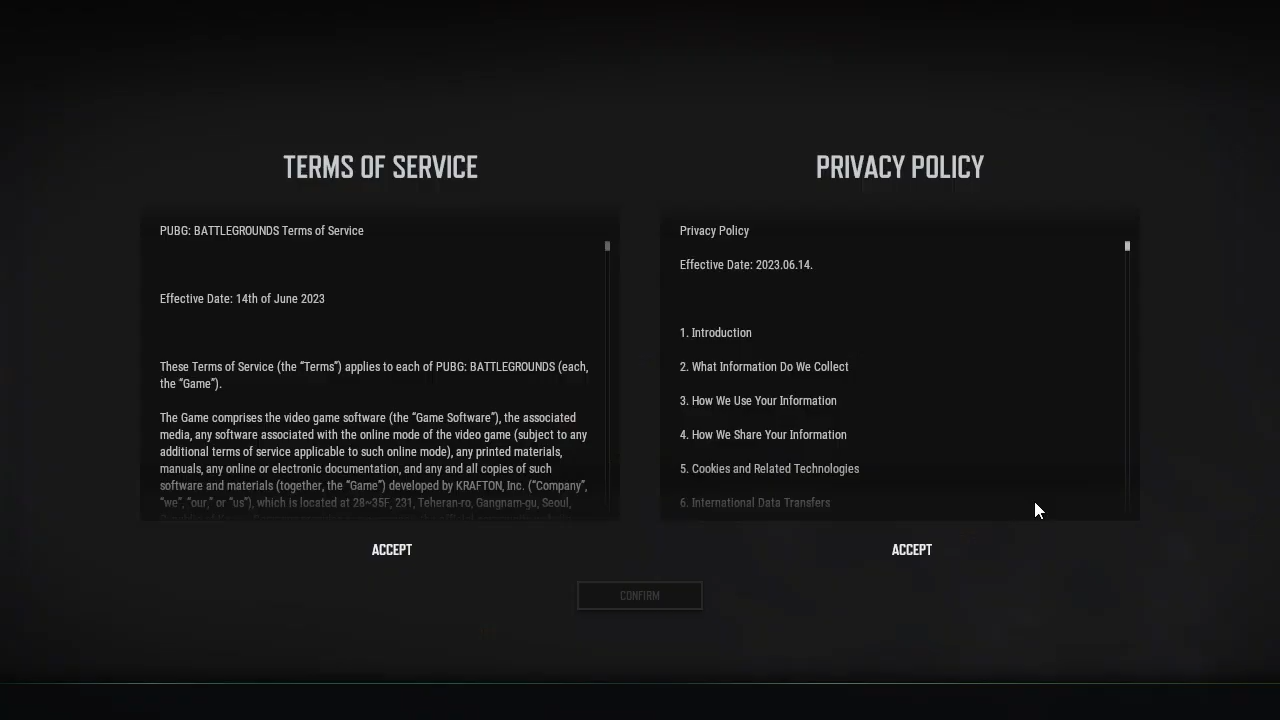 TERMS OF SERVICE
PUBG: BATTLEGROUNDS Terms of Service
Effective Date: 14th of June 2023
These Terms of Service (the “Terms”) applies to each of PUBG: BATTLEGROUNDS (each,
the “Game”).
The Game comprises the video game software (the “Game Software”), the associated
media, any software associated with the online mode of the video game (subject to any
additional terms of service applicable to such online mode), any printed materials,
manuals, any online or electronic documentation, and any and all copies of such
software and materials (together, the “Game”) developed by KRAFTON, Inc. (“Company”,
“we”, “our,” or “us”), which is located at 28~35F, 231, Teheran-ro, Gangnam-gu, Seoul,
ACCEPT
PRIVACY POLICY
Privacy Policy
Effective Date: 2023.06.14.
1. Introduction
2. What Information Do We Collect
3. How We Use Your Information
4. How We Share Your Information
5. Cookies and Related Technologies
6. International Data Transfers
ACCEPT
CONFIRM